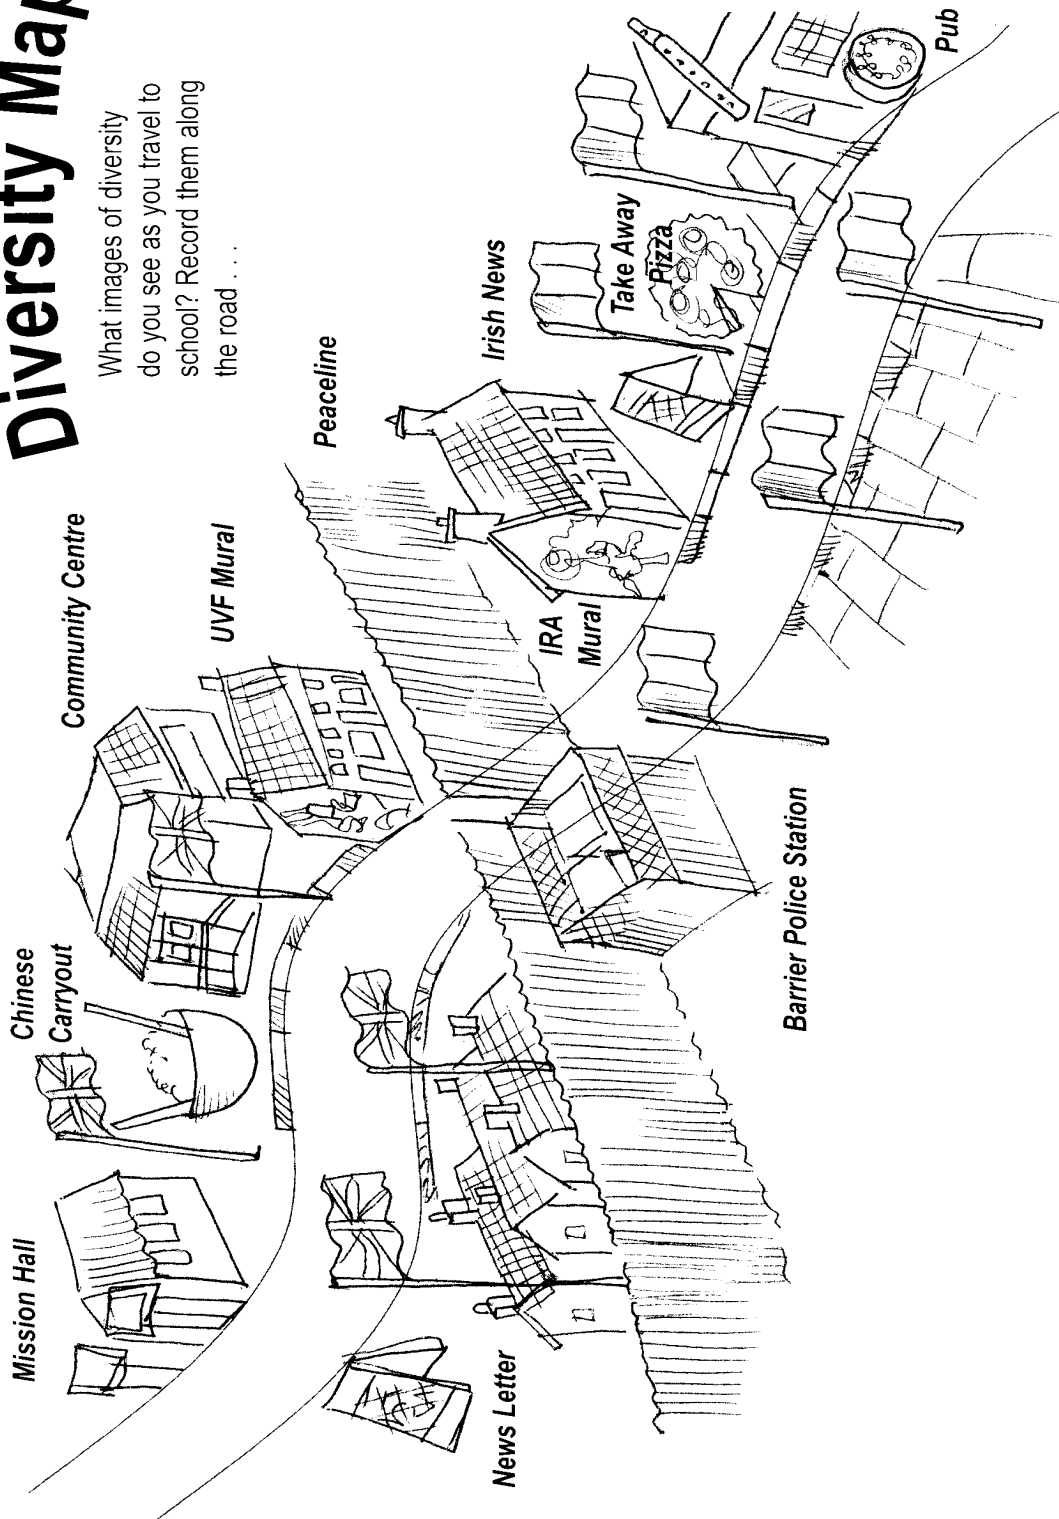 Diversity Map
What images of diversity
do you see as you travel to
school? Record them along
the road . . .
Mission Hall
Chinese
Carryout
Community Centre
UVF Mural
Peaceline
Irish News
Take Away
Pizza
Pub
IRA
Mural
News Letter
Barrier Police Station